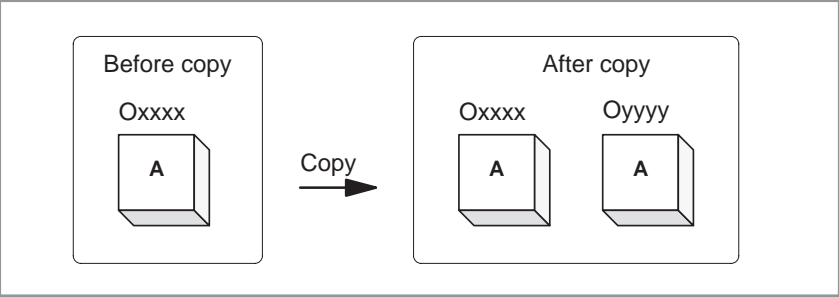 Before copy
Oxxxx
A
Copy
After copy
Oxxxx
Oyyyy
A
A